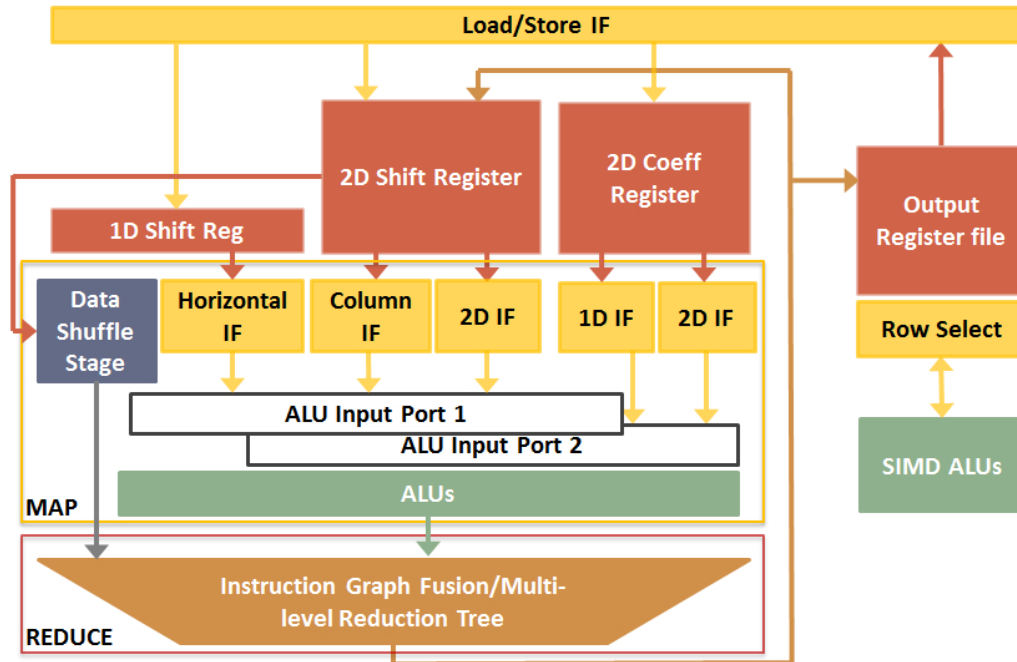 Load/Store IF
2D Shift Register
2D Coeff
Register
Output
Register file
1D Shift Reg
Data
Shuffle
Stage
Horizontal
IF
Column
IF
2D IF
1D IF
2D IF
Row Select
ALU Input Port 1
ALU Input Port 2
SIMD ALUs
ALUs
MAP
Instruction Graph Fusion/Multi-
level Reduction Tree
REDUCE